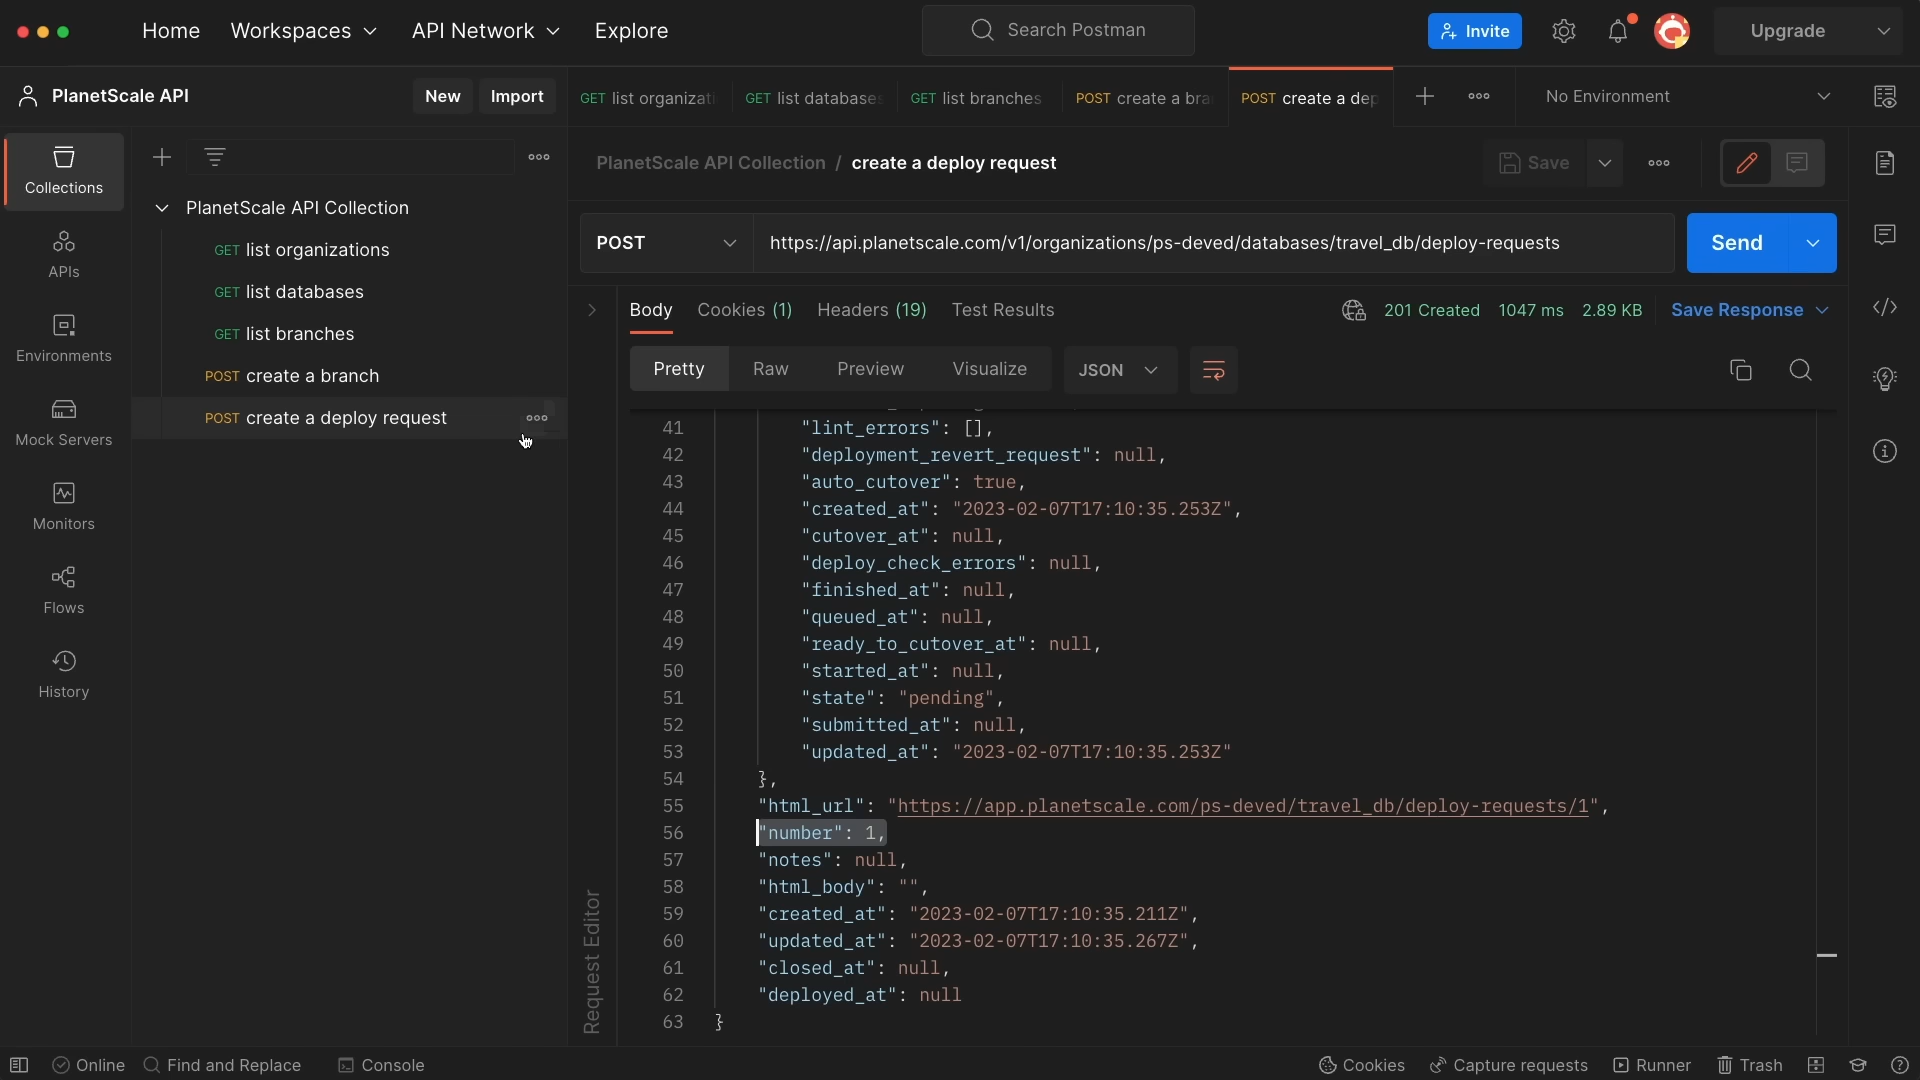 Home
Workspaces
API Network
Explore
Search Postman
Invite
Upgrade
PlanetScale API
New
Import
GET list organizati
GET list databases
GET list branches
POST create a bra
POST create a dep
No Environment
Collections
APIs
Environments
Mock Servers
Monitors
Flows
History
PlanetScale API Collection
GET list organizations
GET list databases
GET list branches
POST create a branch
POST create a deploy request
PlanetScale API Collection / create a deploy request
Save
POST
https://api.planetscale.com/v1/organizations/ps-deved/databases/travel_db/deploy-requests
Send
Body
Cookies (1)
Headers (19)
Test Results
201 Created
1047 ms
2.89 KB
Save Response
Pretty
Raw
Preview
Visualize
JSON
41 "lint_errors": [],
42 "deployment_revert_request": null,
43 "auto_cutover": true,
44 "created_at": "2023-02-07T17:10:35.253Z",
45 "cutover_at": null,
46 "deploy_check_errors": null,
47 "finished_at": null,
48 "queued_at": null,
49 "ready_to_cutover_at": null,
50 "started_at": null,
51 "state": "pending",
52 "submitted_at": null,
53 "updated_at": "2023-02-07T17:10:35.253Z"
54 },
55 "html_url": "https://app.planetscale.com/ps-deved/travel_db/deploy-requests/1",
56 "number": 1,
57 "notes": null,
58 "html_body": "",
59 "created_at": "2023-02-07T17:10:35.211Z",
60 "updated_at": "2023-02-07T17:10:35.267Z",
61 "closed_at": null,
62 "deployed_at": null
63 }
Request Editor
Online
Find and Replace
Console
Cookies
Capture requests
Runner
Trash